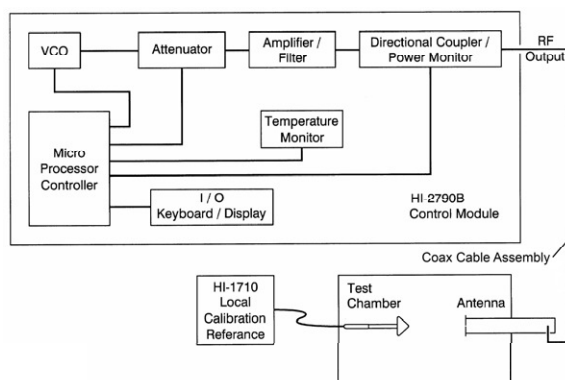 VCO
Attenuator
Amplifier /
Filter
Directional Coupler /
Power Monitor
RF
Output
Micro
Processor
Controller
Temperature
Monitor
I / O
Keyboard / Display
HI-2790B
Control Module
Coax Cable Assembly
HI-1710
Local
Calibration
Referance
Test
Chamber
Antenna